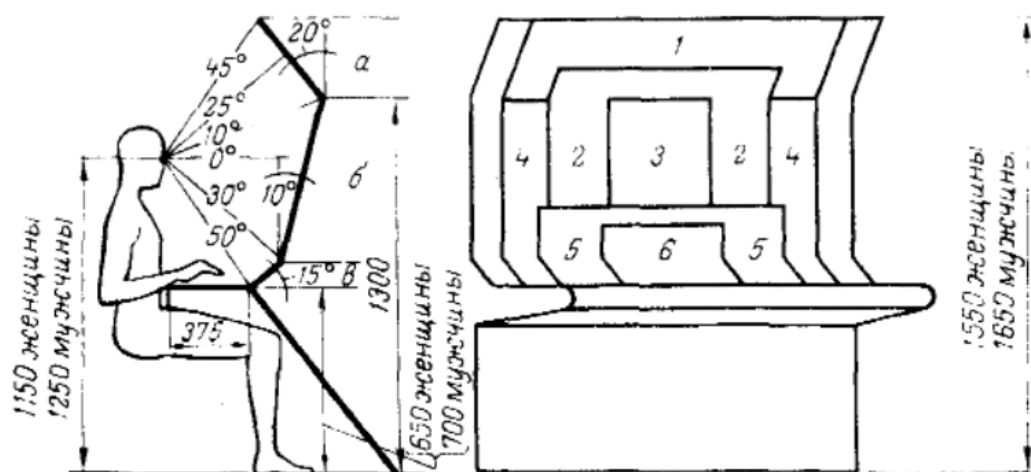 20°
а
45°
25°
10°
0°
30°
50°
10°
б
15° В
375
1300
1150 женщины
1250 мужчины
650 женщины
700 мужчины
1
4 2 3 2 4
5 6 5
1550 женщины
1650 мужчины